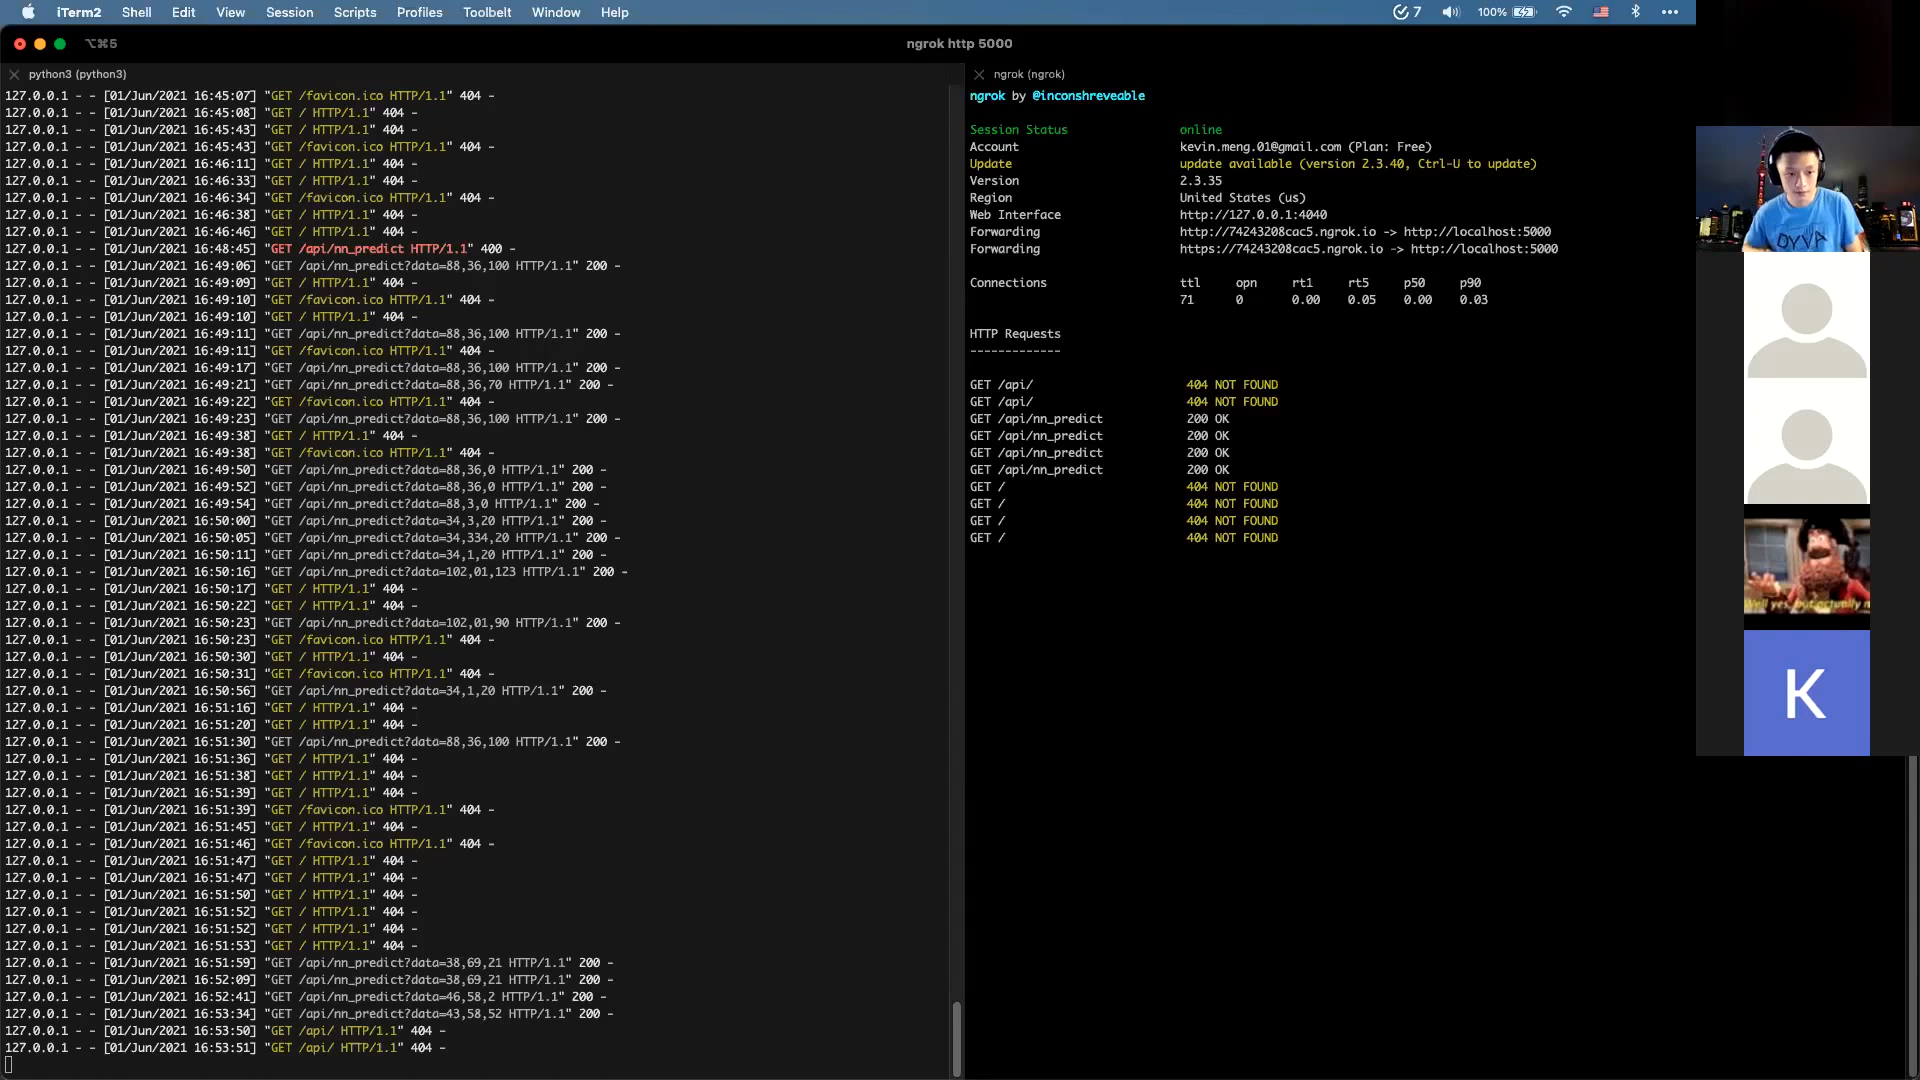 iTerm2 Shell Edit View Session Scripts Profiles Toolbelt Window Help 7 100%
⌥⌘5 ngrok http 5000
python3 (python3)
127.0.0.1 - - [01/Jun/2021 16:45:07] "GET /favicon.ico HTTP/1.1" 404 -
127.0.0.1 - - [01/Jun/2021 16:45:08] "GET / HTTP/1.1" 404 -
127.0.0.1 - - [01/Jun/2021 16:45:43] "GET / HTTP/1.1" 404 -
127.0.0.1 - - [01/Jun/2021 16:45:43] "GET /favicon.ico HTTP/1.1" 404 -
127.0.0.1 - - [01/Jun/2021 16:46:11] "GET / HTTP/1.1" 404 -
127.0.0.1 - - [01/Jun/2021 16:46:33] "GET / HTTP/1.1" 404 -
127.0.0.1 - - [01/Jun/2021 16:46:34] "GET /favicon.ico HTTP/1.1" 404 -
127.0.0.1 - - [01/Jun/2021 16:46:38] "GET / HTTP/1.1" 404 -
127.0.0.1 - - [01/Jun/2021 16:46:46] "GET / HTTP/1.1" 404 -
127.0.0.1 - - [01/Jun/2021 16:48:45] "GET /api/nn_predict HTTP/1.1" 400 -
127.0.0.1 - - [01/Jun/2021 16:49:06] "GET /api/nn_predict?data=88,36,100 HTTP/1.1" 200 -
127.0.0.1 - - [01/Jun/2021 16:49:09] "GET / HTTP/1.1" 404 -
127.0.0.1 - - [01/Jun/2021 16:49:10] "GET /favicon.ico HTTP/1.1" 404 -
127.0.0.1 - - [01/Jun/2021 16:49:10] "GET / HTTP/1.1" 404 -
127.0.0.1 - - [01/Jun/2021 16:49:11] "GET /api/nn_predict?data=88,36,100 HTTP/1.1" 200 -
127.0.0.1 - - [01/Jun/2021 16:49:11] "GET /favicon.ico HTTP/1.1" 404 -
127.0.0.1 - - [01/Jun/2021 16:49:17] "GET /api/nn_predict?data=88,36,100 HTTP/1.1" 200 -
127.0.0.1 - - [01/Jun/2021 16:49:21] "GET /api/nn_predict?data=88,36,70 HTTP/1.1" 200 -
127.0.0.1 - - [01/Jun/2021 16:49:22] "GET /favicon.ico HTTP/1.1" 404 -
127.0.0.1 - - [01/Jun/2021 16:49:23] "GET /api/nn_predict?data=88,36,100 HTTP/1.1" 200 -
127.0.0.1 - - [01/Jun/2021 16:49:38] "GET / HTTP/1.1" 404 -
127.0.0.1 - - [01/Jun/2021 16:49:38] "GET /favicon.ico HTTP/1.1" 404 -
127.0.0.1 - - [01/Jun/2021 16:49:50] "GET /api/nn_predict?data=88,36,0 HTTP/1.1" 200 -
127.0.0.1 - - [01/Jun/2021 16:49:52] "GET /api/nn_predict?data=88,36,0 HTTP/1.1" 200 -
127.0.0.1 - - [01/Jun/2021 16:49:54] "GET /api/nn_predict?data=88,3,0 HTTP/1.1" 200 -
127.0.0.1 - - [01/Jun/2021 16:50:00] "GET /api/nn_predict?data=34,3,20 HTTP/1.1" 200 -
127.0.0.1 - - [01/Jun/2021 16:50:05] "GET /api/nn_predict?data=34,334,20 HTTP/1.1" 200 -
127.0.0.1 - - [01/Jun/2021 16:50:11] "GET /api/nn_predict?data=34,1,20 HTTP/1.1" 200 -
127.0.0.1 - - [01/Jun/2021 16:50:16] "GET /api/nn_predict?data=102,01,123 HTTP/1.1" 200 -
127.0.0.1 - - [01/Jun/2021 16:50:17] "GET / HTTP/1.1" 404 -
127.0.0.1 - - [01/Jun/2021 16:50:22] "GET / HTTP/1.1" 404 -
127.0.0.1 - - [01/Jun/2021 16:50:23] "GET /api/nn_predict?data=102,01,90 HTTP/1.1" 200 -
127.0.0.1 - - [01/Jun/2021 16:50:23] "GET /favicon.ico HTTP/1.1" 404 -
127.0.0.1 - - [01/Jun/2021 16:50:30] "GET / HTTP/1.1" 404 -
127.0.0.1 - - [01/Jun/2021 16:50:31] "GET /favicon.ico HTTP/1.1" 404 -
127.0.0.1 - - [01/Jun/2021 16:50:56] "GET /api/nn_predict?data=34,1,20 HTTP/1.1" 200 -
127.0.0.1 - - [01/Jun/2021 16:51:16] "GET / HTTP/1.1" 404 -
127.0.0.1 - - [01/Jun/2021 16:51:20] "GET / HTTP/1.1" 404 -
127.0.0.1 - - [01/Jun/2021 16:51:30] "GET /api/nn_predict?data=88,36,100 HTTP/1.1" 200 -
127.0.0.1 - - [01/Jun/2021 16:51:36] "GET / HTTP/1.1" 404 -
127.0.0.1 - - [01/Jun/2021 16:51:38] "GET / HTTP/1.1" 404 -
127.0.0.1 - - [01/Jun/2021 16:51:39] "GET / HTTP/1.1" 404 -
127.0.0.1 - - [01/Jun/2021 16:51:39] "GET /favicon.ico HTTP/1.1" 404 -
127.0.0.1 - - [01/Jun/2021 16:51:45] "GET / HTTP/1.1" 404 -
127.0.0.1 - - [01/Jun/2021 16:51:46] "GET /favicon.ico HTTP/1.1" 404 -
127.0.0.1 - - [01/Jun/2021 16:51:47] "GET / HTTP/1.1" 404 -
127.0.0.1 - - [01/Jun/2021 16:51:47] "GET / HTTP/1.1" 404 -
127.0.0.1 - - [01/Jun/2021 16:51:50] "GET / HTTP/1.1" 404 -
127.0.0.1 - - [01/Jun/2021 16:51:52] "GET / HTTP/1.1" 404 -
127.0.0.1 - - [01/Jun/2021 16:51:52] "GET / HTTP/1.1" 404 -
127.0.0.1 - - [01/Jun/2021 16:51:53] "GET / HTTP/1.1" 404 -
127.0.0.1 - - [01/Jun/2021 16:51:59] "GET /api/nn_predict?data=38,69,21 HTTP/1.1" 200 -
127.0.0.1 - - [01/Jun/2021 16:52:09] "GET /api/nn_predict?data=38,69,21 HTTP/1.1" 200 -
127.0.0.1 - - [01/Jun/2021 16:52:41] "GET /api/nn_predict?data=46,58,2 HTTP/1.1" 200 -
127.0.0.1 - - [01/Jun/2021 16:53:34] "GET /api/nn_predict?data=43,58,52 HTTP/1.1" 200 -
127.0.0.1 - - [01/Jun/2021 16:53:50] "GET /api/ HTTP/1.1" 404 -
127.0.0.1 - - [01/Jun/2021 16:53:51] "GET /api/ HTTP/1.1" 404 -
ngrok (ngrok)
ngrok by @inconshreveable
Session Status online
Account kevin.meng.01@gmail.com (Plan: Free)
Update update available (version 2.3.40, Ctrl-U to update)
Version 2.3.35
Region United States (us)
Web Interface http://127.0.0.1:4040
Forwarding http://74243208cac5.ngrok.io -> http://localhost:5000
Forwarding https://74243208cac5.ngrok.io -> http://localhost:5000
Connections ttl opn rt1 rt5 p50 p90
71 0 0.00 0.05 0.00 0.03
HTTP Requests
-------------
GET /api/ 404 NOT FOUND
GET /api/ 404 NOT FOUND
GET /api/nn_predict 200 OK
GET /api/nn_predict 200 OK
GET /api/nn_predict 200 OK
GET /api/nn_predict 200 OK
GET / 404 NOT FOUND
GET / 404 NOT FOUND
GET / 404 NOT FOUND
GET / 404 NOT FOUND
DYVA
Well yes, but actually n
K